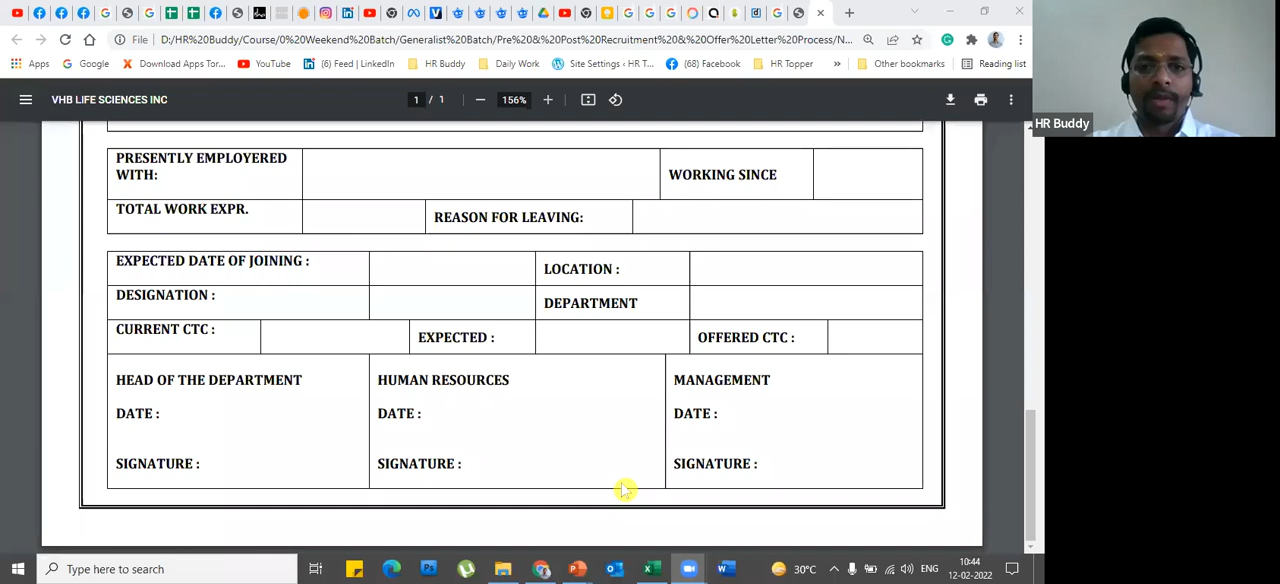 File D:/HR%20Buddy/Course/0%20Weekend%20Batch/Generalist%20Batch/Pre%20&%20Post%20Recruitment%20&%20Offer%20Letter%20Process/N...
Apps Google Download Apps Tor... YouTube (6) Feed | LinkedIn HR Buddy Daily Work Site Settings ‹ HR T... (68) Facebook HR Topper » Other bookmarks Reading list
VHB LIFE SCIENCES INC 1 / 1 156%
HR Buddy
PRESENTLY EMPLOYERED
WITH:
WORKING SINCE
TOTAL WORK EXPR. REASON FOR LEAVING:
EXPECTED DATE OF JOINING : LOCATION :
DESIGNATION : DEPARTMENT
CURRENT CTC : EXPECTED : OFFERED CTC :
HEAD OF THE DEPARTMENT HUMAN RESOURCES MANAGEMENT
DATE : DATE : DATE :
SIGNATURE : SIGNATURE : SIGNATURE :
Type here to search 30°C ENG 10:44
12-02-2022